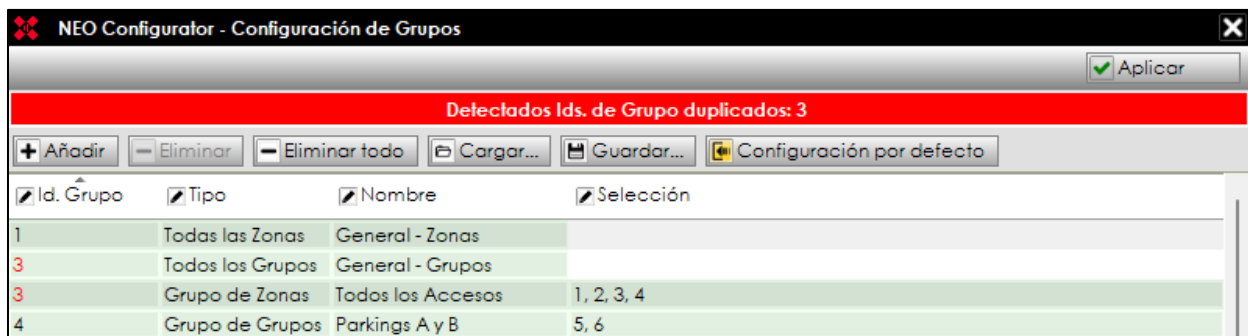 NEO Configurator - Configuración de Grupos
Aplicar
Detectados Ids. de Grupo duplicados: 3
Añadir Eliminar Eliminar todo Cargar... Guardar... Configuración por defecto
Id. Grupo Tipo Nombre Selección
1 Todas las Zonas General - Zonas
3 Todos los Grupos General - Grupos
3 Grupo de Zonas Todos los Accesos 1, 2, 3, 4
4 Grupo de Grupos Parkings A y B 5, 6